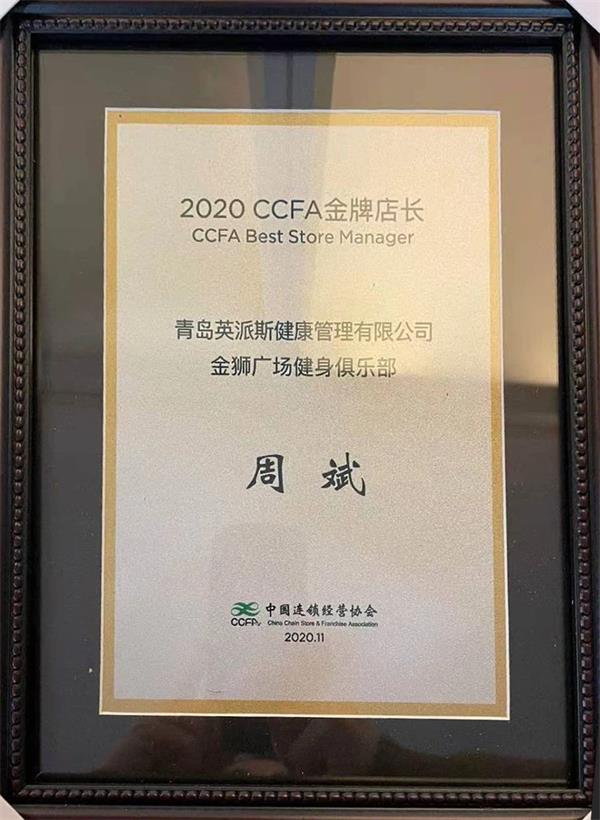 2020 CCFA金牌店长
CCFA Best Store Manager
青岛英派斯健康管理有限公司
金狮广场健身俱乐部
周 斌
CCFA 中国连锁经营协会
China Chain Store & Franchise Association
2020.11